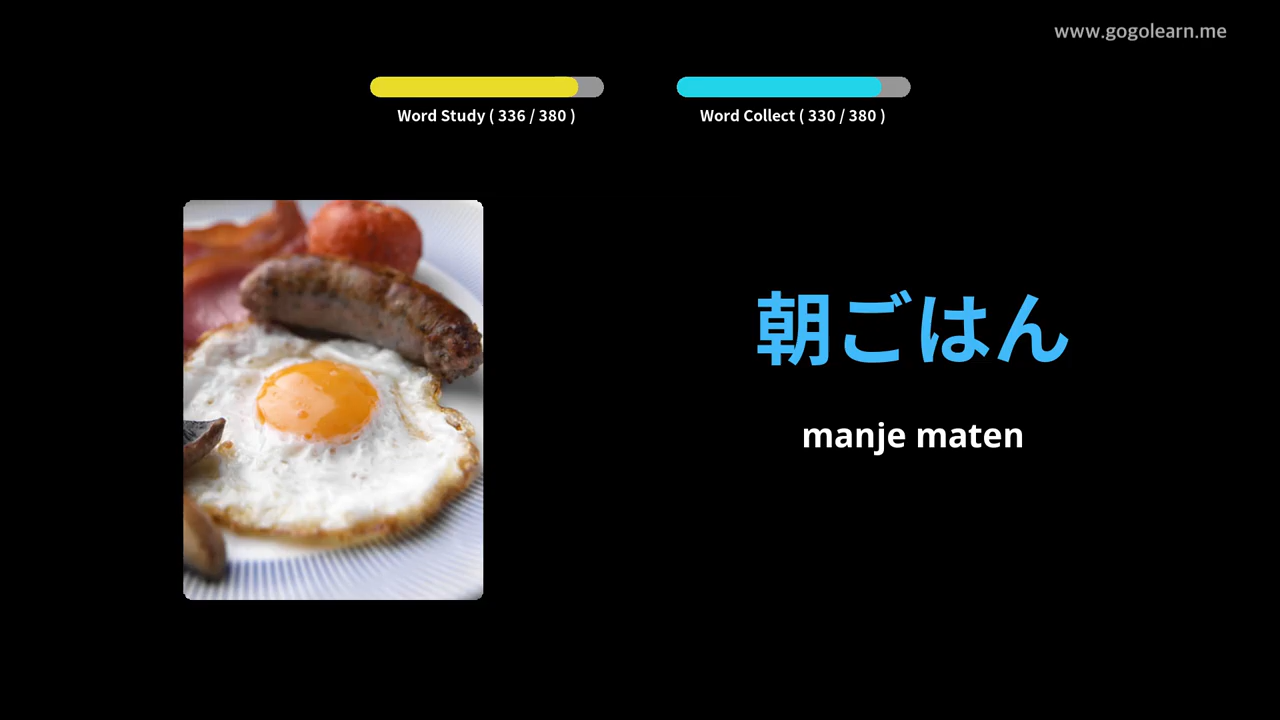 www.gogolearn.me
Word Study ( 336 / 380 )
Word Collect ( 330 / 380 )
朝ごはん
manje maten